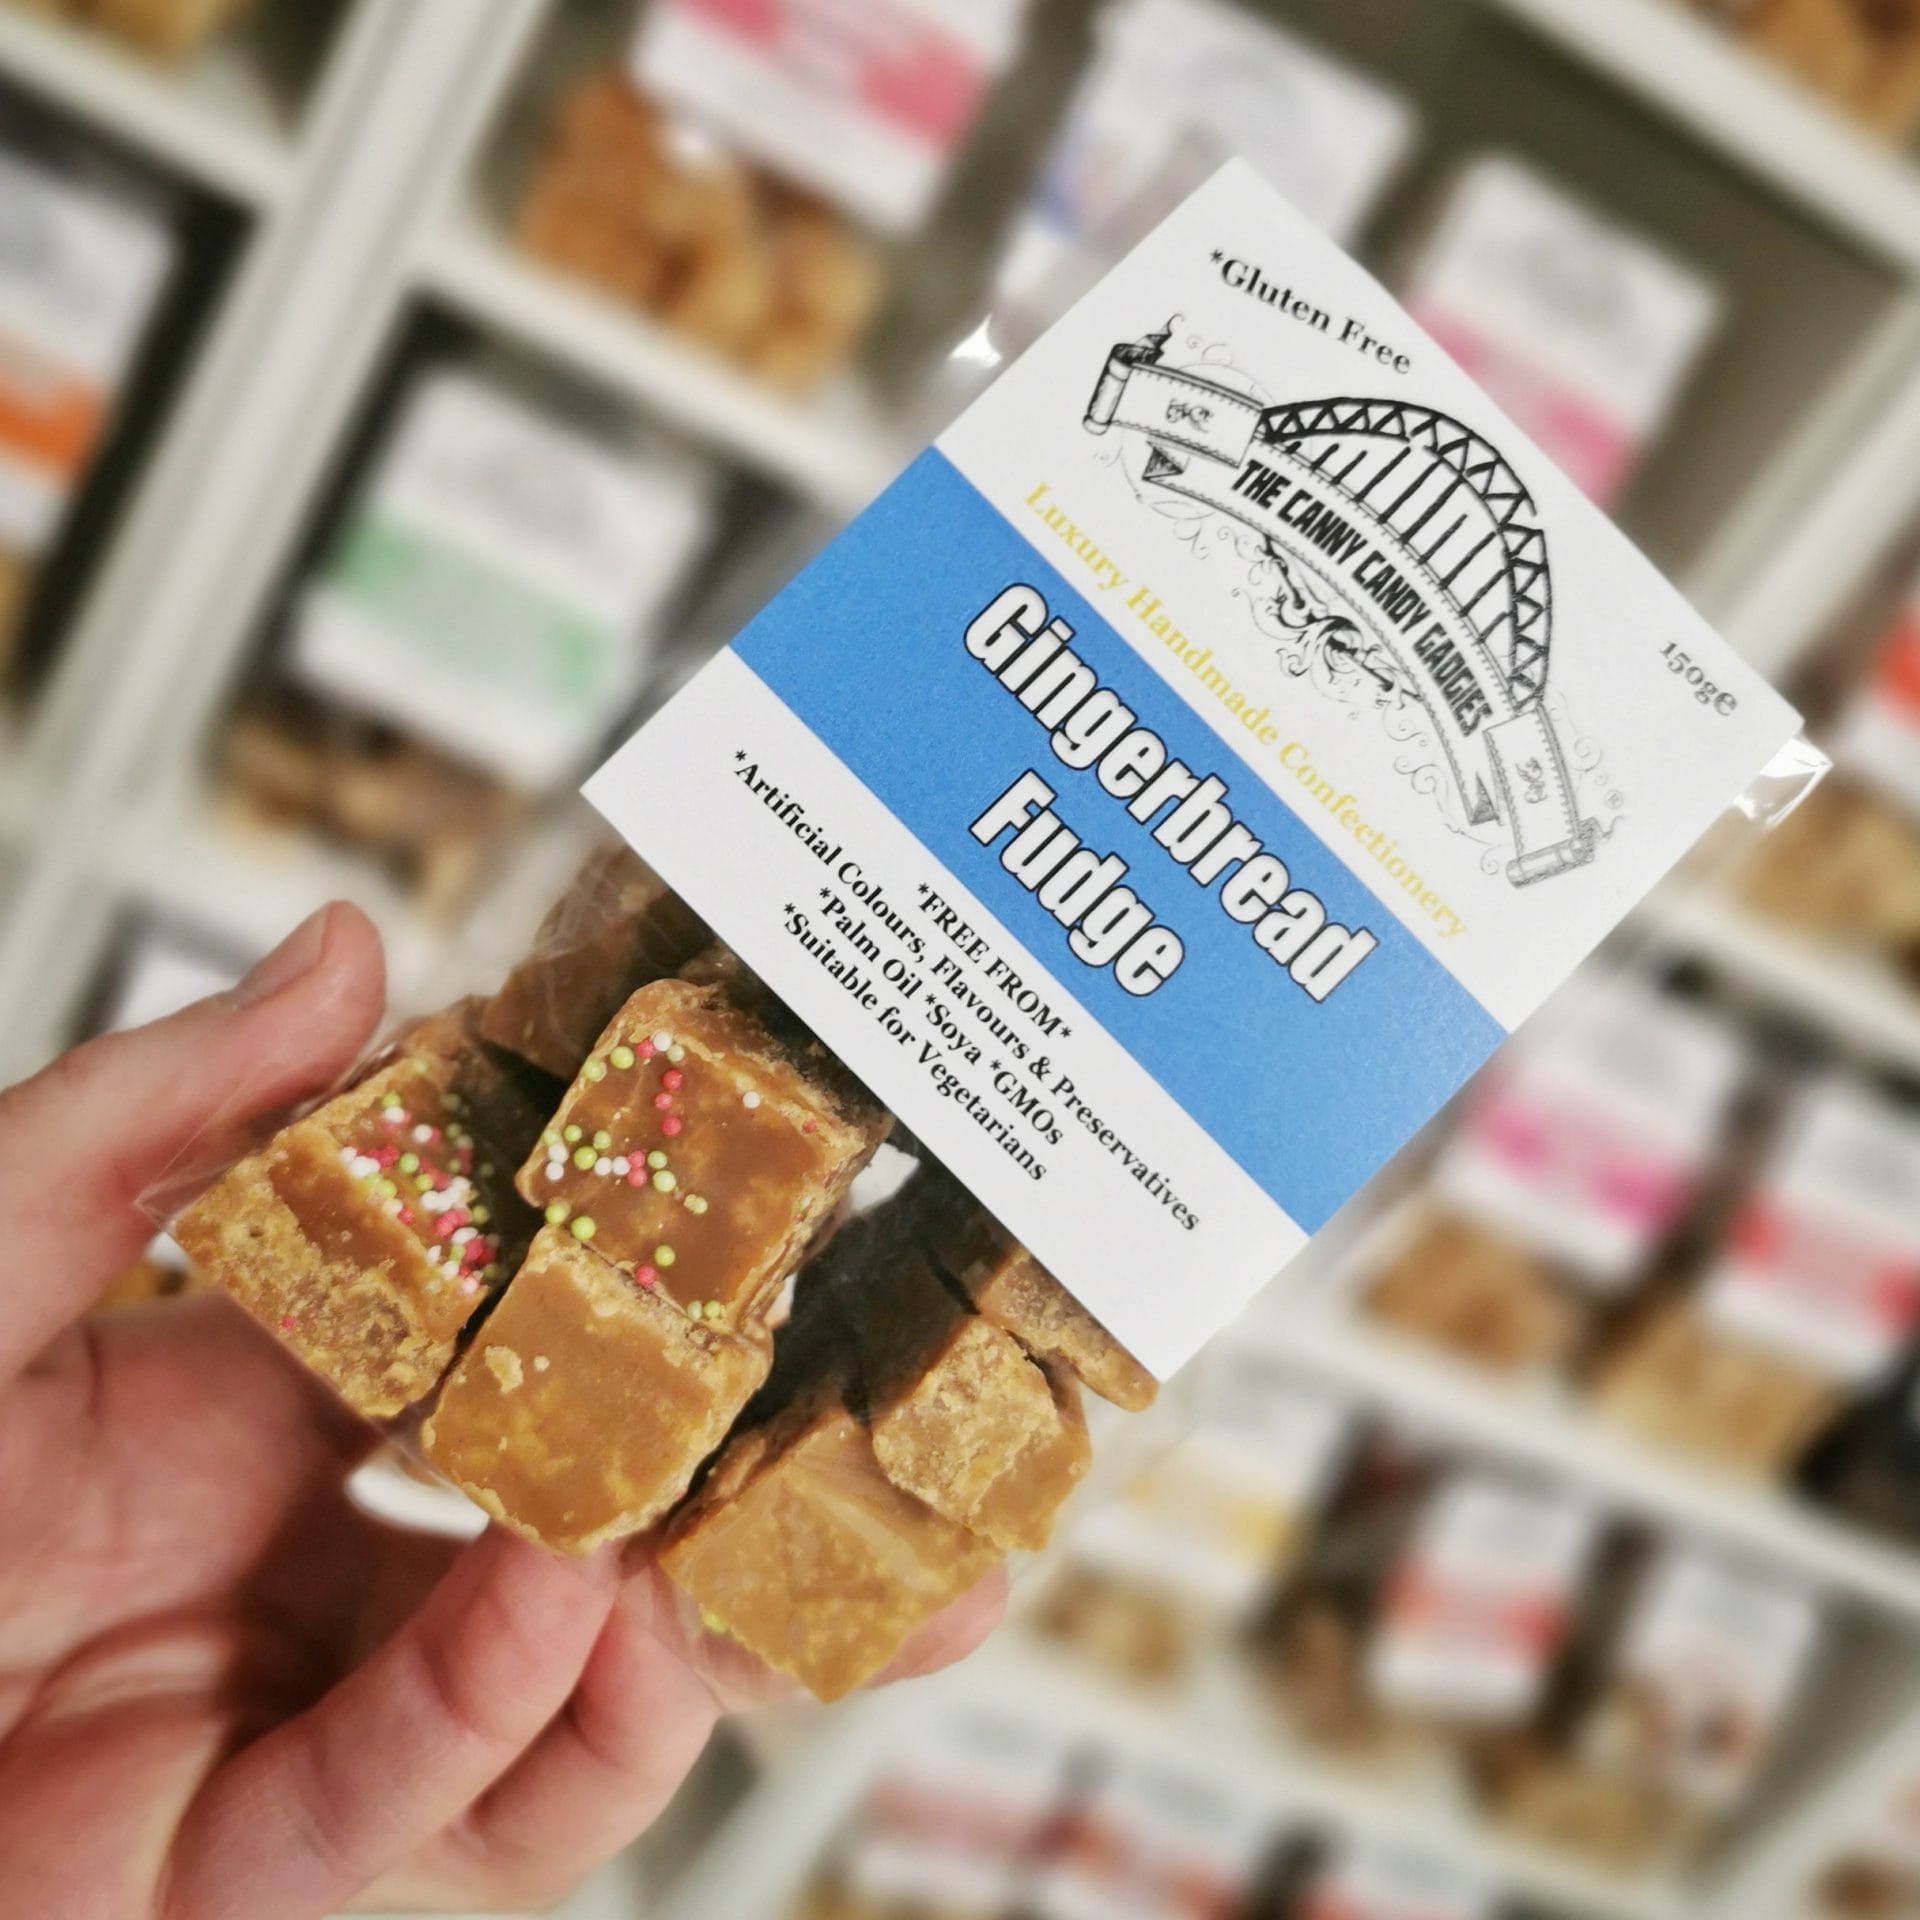 *Gluten Free
THE CANNY CANDY GADGIES
®
150ge
Luxury Handmade Confectionery
Gingerbread
Fudge
*FREE FROM*
*Artificial Colours, Flavours & Preservatives
*Palm Oil *Soya *GMOs
*Suitable for Vegetarians